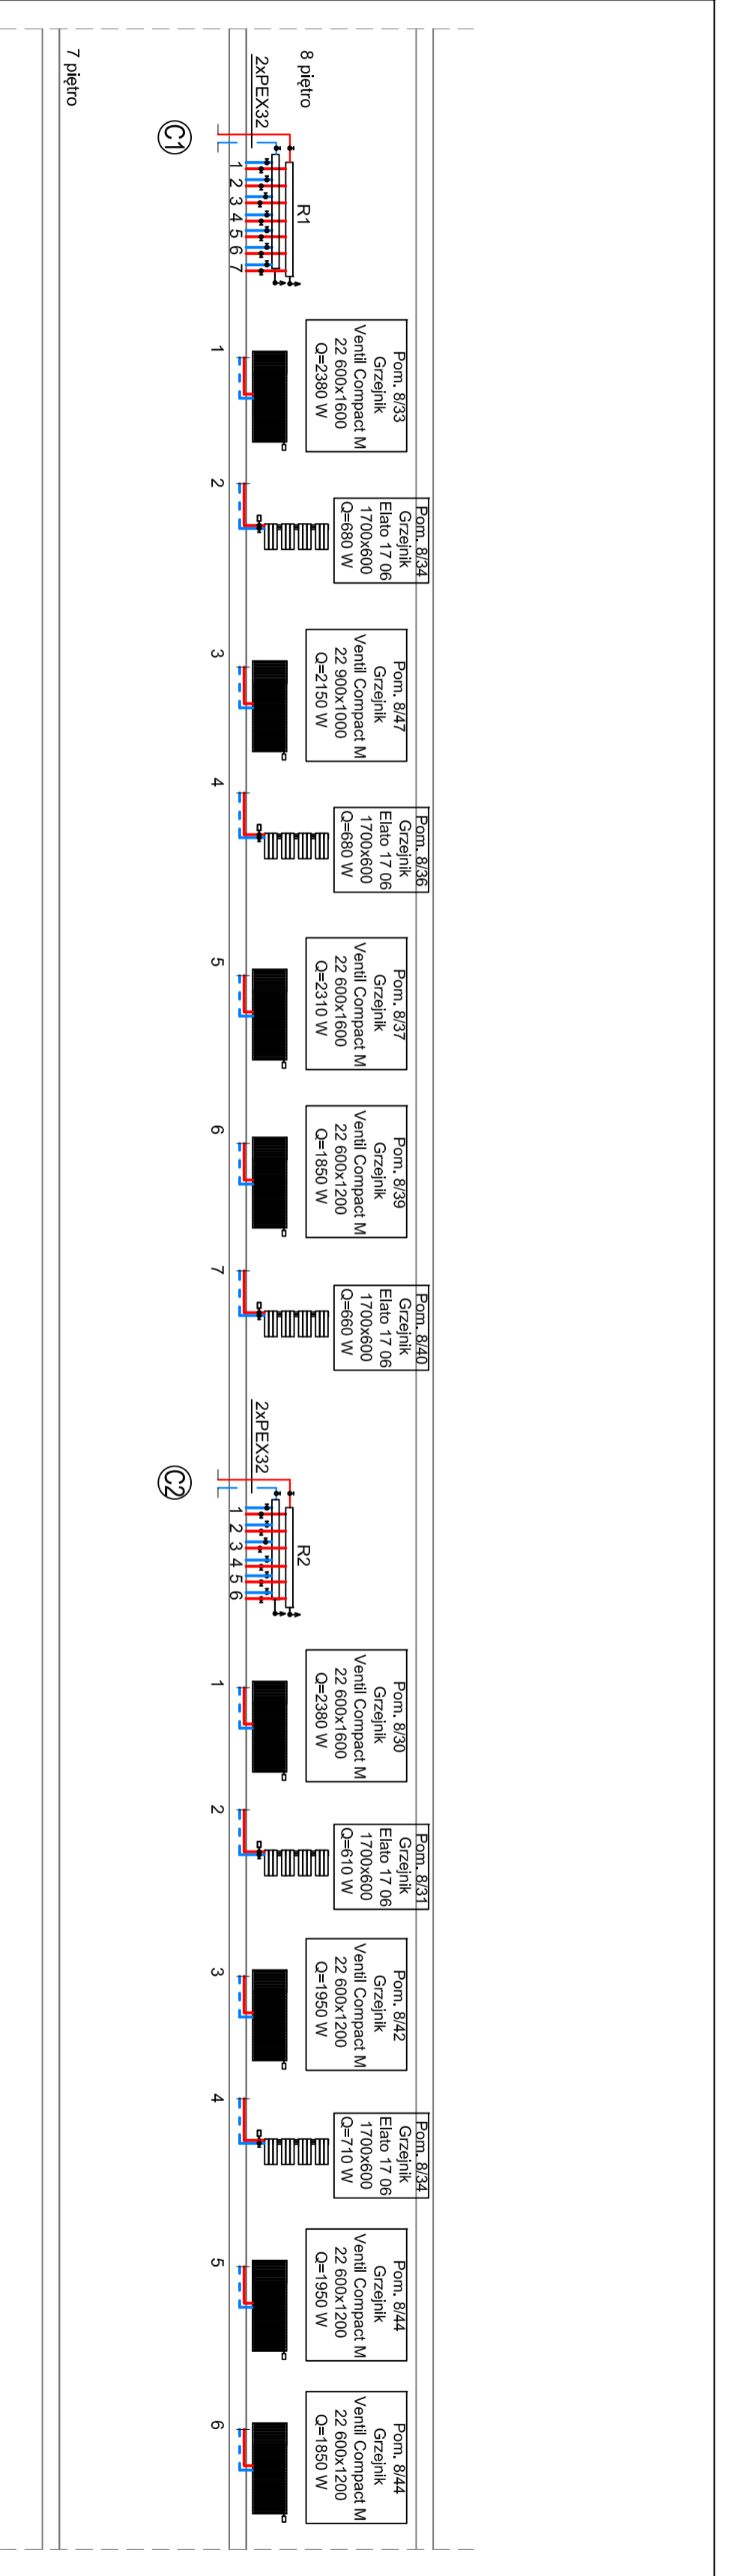 8 piętro
2xPEX32
C1
R1
1 2 3 4 5 6 7
Pom. 8/33
Grzejnik
Ventil Compact M
22 600x1600
Q=2380 W
1
Pom. 8/34
Grzejnik
Elato 17 06
1700x600
Q=680 W
2
Pom. 8/47
Grzejnik
Ventil Compact M
22 900x1000
Q=2150 W
3
Pom. 8/36
Grzejnik
Elato 17 06
1700x600
Q=680 W
4
Pom. 8/37
Grzejnik
Ventil Compact M
22 600x1600
Q=2310 W
5
Pom. 8/39
Grzejnik
Ventil Compact M
22 600x1200
Q=1850 W
6
Pom. 8/40
Grzejnik
Elato 17 06
1700x600
Q=660 W
7
2xPEX32
C2
R2
1 2 3 4 5 6
Pom. 8/30
Grzejnik
Ventil Compact M
22 600x1600
Q=2380 W
1
Pom. 8/31
Grzejnik
Elato 17 06
1700x600
Q=610 W
2
Pom. 8/42
Grzejnik
Ventil Compact M
22 600x1200
Q=1950 W
3
Pom. 8/34
Grzejnik
Elato 17 06
1700x600
Q=710 W
4
Pom. 8/44
Grzejnik
Ventil Compact M
22 600x1200
Q=1950 W
5
Pom. 8/44
Grzejnik
Ventil Compact M
22 600x1200
Q=1850 W
6
7 piętro